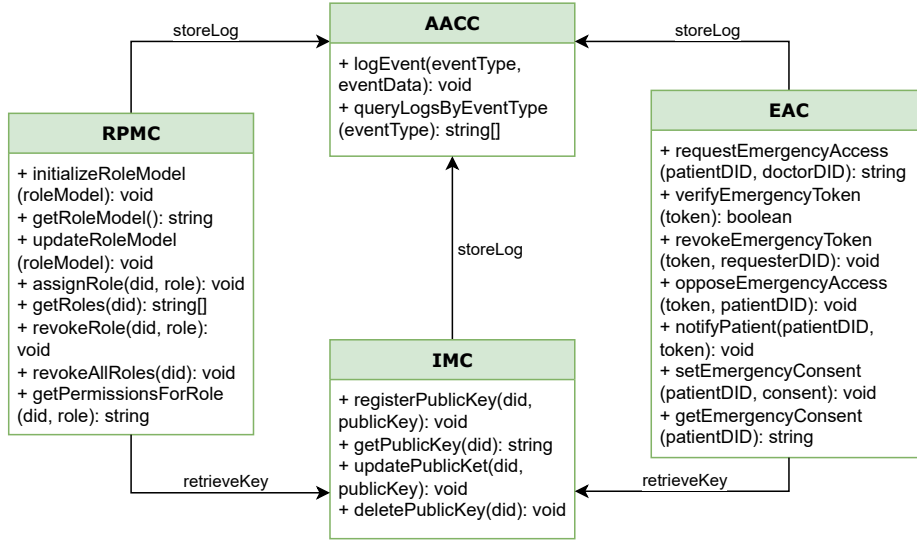 AACC
+ logEvent(eventType,
eventData): void
+ queryLogsByEventType
(eventType): string[]
storeLog
storeLog
RPMC
+ initializeRoleModel
(roleModel): void
+ getRoleModel(): string
+ updateRoleModel
(roleModel): void
+ assignRole(did, role): void
+ getRoles(did): string[]
+ revokeRole(did, role):
void
+ revokeAllRoles(did): void
+ getPermissionsForRole
(did, role): string
EAC
+ requestEmergencyAccess
(patientDID, doctorDID): string
+ verifyEmergencyToken
(token): boolean
+ revokeEmergencyToken
(token, requesterDID): void
+ opposeEmergencyAccess
(token, patientDID): void
+ notifyPatient(patientDID,
token): void
+ setEmergencyConsent
(patientDID, consent): void
+ getEmergencyConsent
(patientDID): string
storeLog
IMC
+ registerPublicKey(did,
publicKey): void
+ getPublicKey(did): string
+ updatePublicKet(did,
publicKey): void
+ deletePublicKey(did): void
retrieveKey
retrieveKey